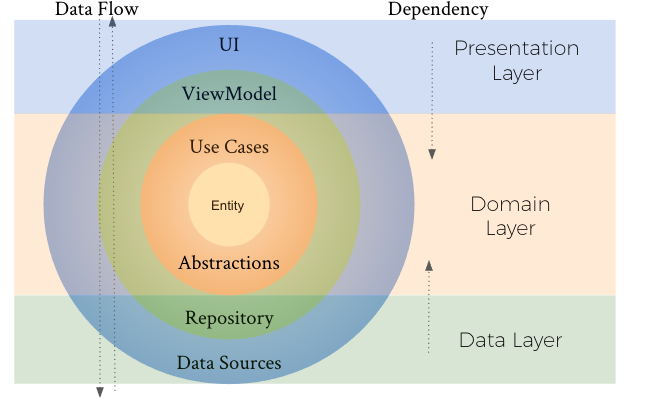 Data Flow
Dependency
UI
Presentation
Layer
ViewModel
Use Cases
Entity
Domain
Layer
Abstractions
Repository
Data Layer
Data Sources